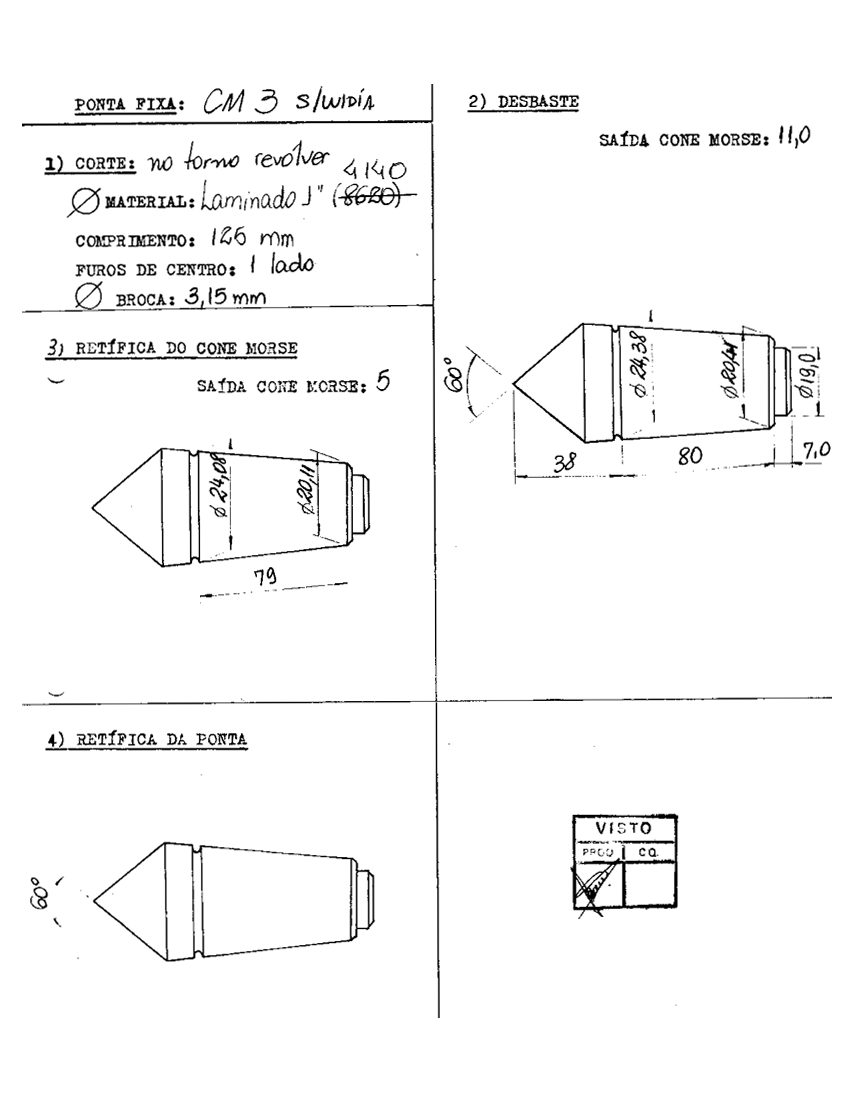 PONTA FIXA: CM 3 S/WIDIA
1) CORTE: no torno revólver
4140
Ø MATERIAL: Laminado 1" (8620)
COMPRIMENTO: 126 mm
FUROS DE CENTRO: 1 lado
Ø BROCA: 3,15 mm
2) DESBASTE
SAÍDA CONE MORSE: 11,0
60°
Ø 24,38
Ø 20,41
Ø 19,0
38
80
7,0
3) RETÍFICA DO CONE MORSE
SAÍDA CONE MORSE: 5
Ø 24,08
Ø 20,11
79
4) RETÍFICA DA PONTA
60°
VISTO
PROD CQ.